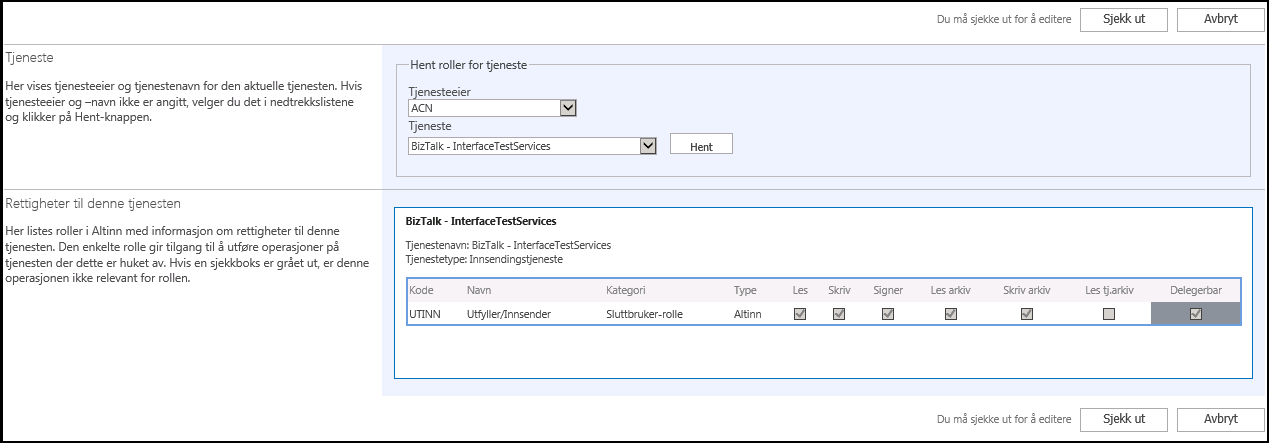 Du må sjekke ut for å editere Sjekk ut Avbryt
Tjeneste
Her vises tjenesteeier og tjenestenavn for den aktuelle tjenesten. Hvis
tjenesteeier og –navn ikke er angitt, velger du det i nedtrekkslistene
og klikker på Hent-knappen.
Hent roller for tjeneste
Tjenesteeier
ACN
Tjeneste
BizTalk - InterfaceTestServices Hent
Rettigheter til denne tjenesten
Her listes roller i Altinn med informasjon om rettigheter til denne
tjenesten. Den enkelte rolle gir tilgang til å utføre operasjoner på
tjenesten der dette er huket av. Hvis en sjekkboks er grået ut, er denne
operasjonen ikke relevant for rollen.
BizTalk - InterfaceTestServices
Tjenestenavn: BizTalk - InterfaceTestServices
Tjenestetype: Innsendingstjeneste
Kode Navn Kategori Type Les Skriv Signer Les arkiv Skriv arkiv Les tj.arkiv Delegerbar
UTINN Utfyller/Innsender Sluttbruker-rolle Altinn
Du må sjekke ut for å editere Sjekk ut Avbryt